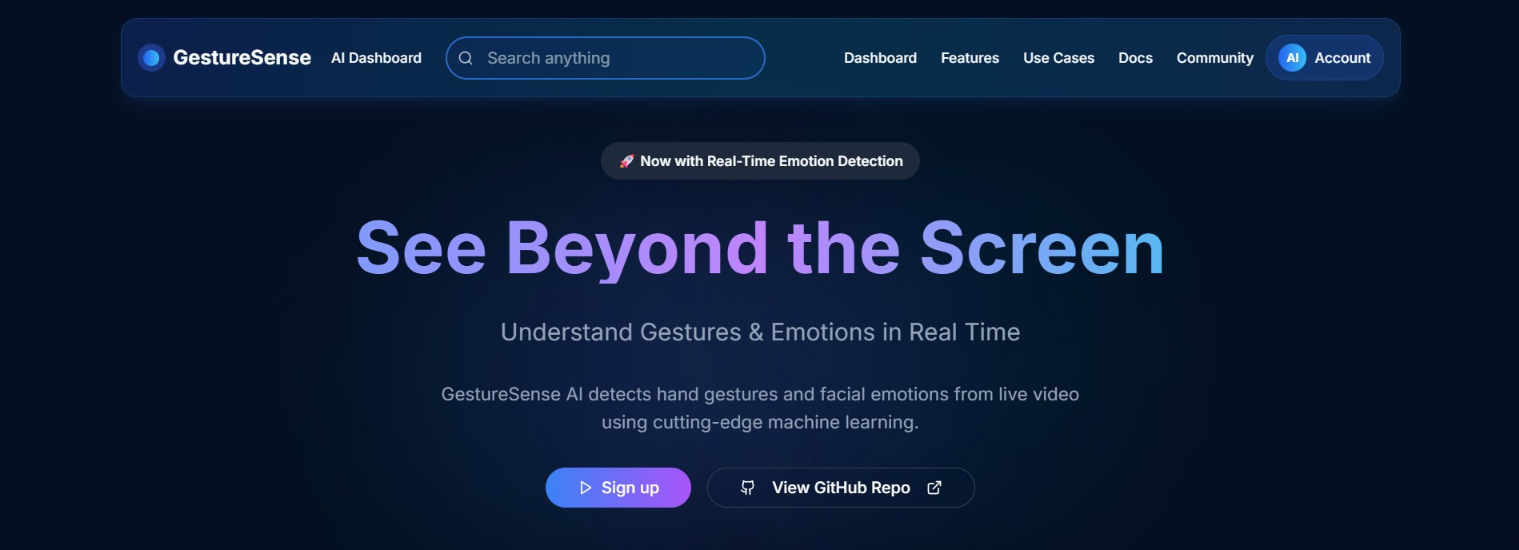 GestureSense AI Dashboard Search anything Dashboard Features Use Cases Docs Community AI Account
🚀 Now with Real-Time Emotion Detection
See Beyond the Screen
Understand Gestures & Emotions in Real Time
GestureSense AI detects hand gestures and facial emotions from live video
using cutting-edge machine learning.
Sign up View GitHub Repo